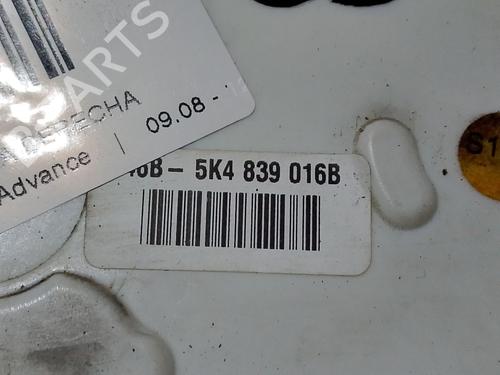 PARTS
DERECHA
Advance | 09.08 -
5K4 839 016B